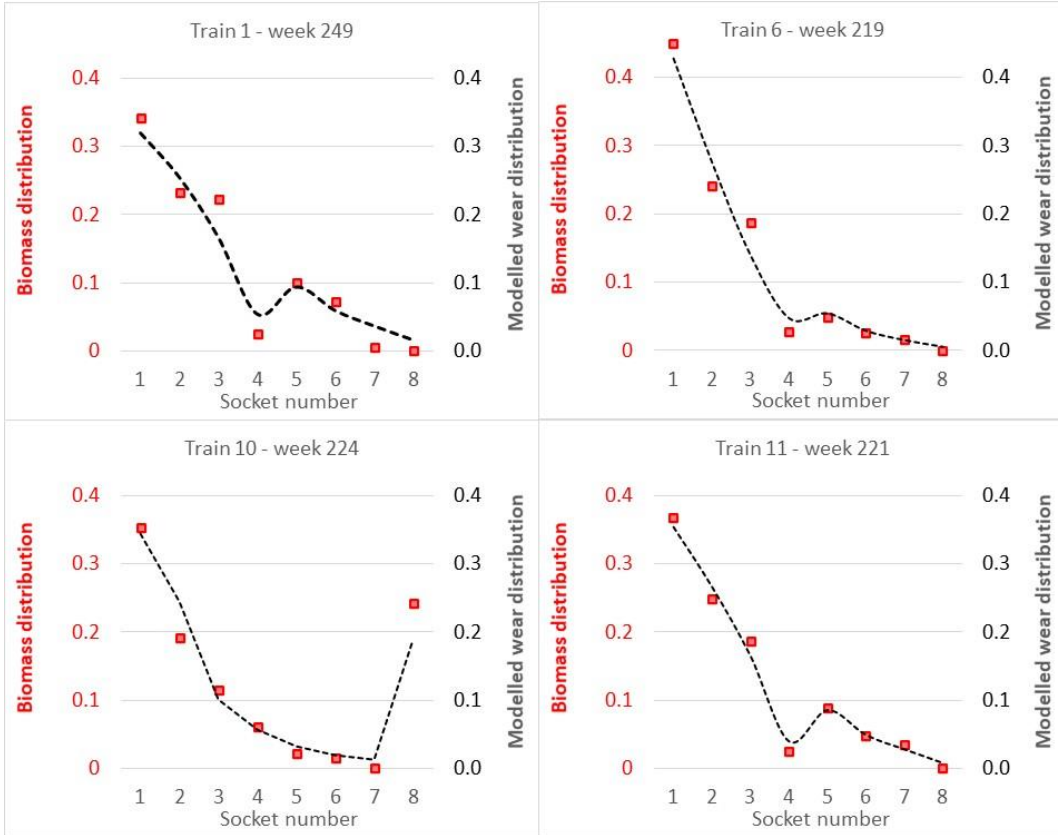 Train 1 - week 249
Biomass distribution
0.4
0.3
0.2
0.1
0
0.4
0.3
0.2
0.1
0.0
Modelled wear distribution
1 2 3 4 5 6 7 8
Socket number
Train 6 - week 219
Biomass distribution
0.4
0.3
0.2
0.1
0
0.4
0.3
0.2
0.1
0.0
Modelled wear distribution
1 2 3 4 5 6 7 8
Socket number
Train 10 - week 224
Biomass distribution
0.4
0.3
0.2
0.1
0
0.4
0.3
0.2
0.1
0.0
Modelled wear distribution
1 2 3 4 5 6 7 8
Socket number
Train 11 - week 221
Biomass distribution
0.4
0.3
0.2
0.1
0
0.4
0.3
0.2
0.1
0.0
Modelled wear distribution
1 2 3 4 5 6 7 8
Socket number